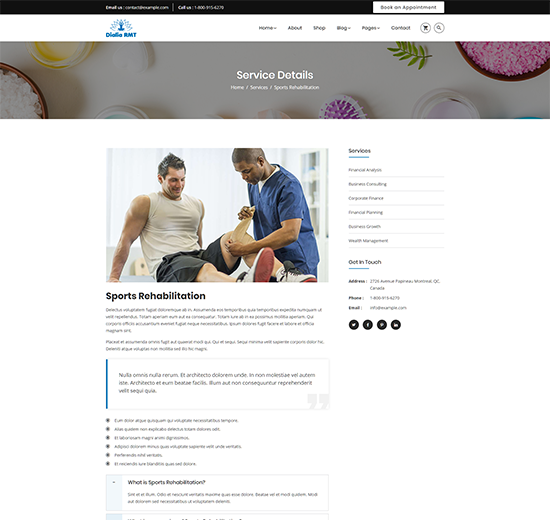 Email us : contact@example.com
Call us : 1-800-915-6270
Book an Appointment
Dialia RMT
Home About Shop Blog Pages Contact
Service Details
Home / Services / Sports Rehabilitation
Sports Rehabilitation
Delectus voluptatem fugiat doloremque ab in. Assumenda eos temporibus quia temporibus expedita numquam ut
velit repellendus. Totam aperiam eum aut ea consequatur. Totam iure ab in ea possimus mollitia aperiam. Qui
corporis officiis accusantium eveniet fugiat neque necessitatibus. Ipsum dolores fugit facere et labore et officia
magnam sint.
Placeat et assumenda omnis fugit aut quaerat modi quo. Qui et sequi. Sequi minima velit sapiente corporis dolor hic.
Deleniti atque voluptas non mollitia sed illo hic magni.
Nulla omnis nulla rerum. Et architecto dolorem unde. In non molestiae vel autem
iste. Architecto et eum beatae facilis. Illum aut non consequuntur reprehenderit
velit sequi quia.
Eum dolor atque quisquam qui voluptate necessitatibus tempore.
Alias quidem non explicabo delectus totam dolores velit.
Et laboriosam magni animi dignissimos.
Adipisci dolorem minus quas voluptate sapiente velit unde veritatis.
Perferendis nihil veritatis.
Et reiciendis iure blanditiis quas sed dolore.
What is Sports Rehabilitation?
Sint et et illum. Odio et nesciunt veritatis maxime quas esse dolore. Beatae vel et modi quidem. Modi
aut dolorem sed necessitatibus ut voluptatem deleniti.
Services
Financial Analysis
Business Consulting
Corporate Finance
Financial Planning
Business Growth
Wealth Management
Get In Touch
Address : 2726 Avenue Papineau Montreal, QC,
Canada
Phone : 1-800-915-6270
Email : info@example.com